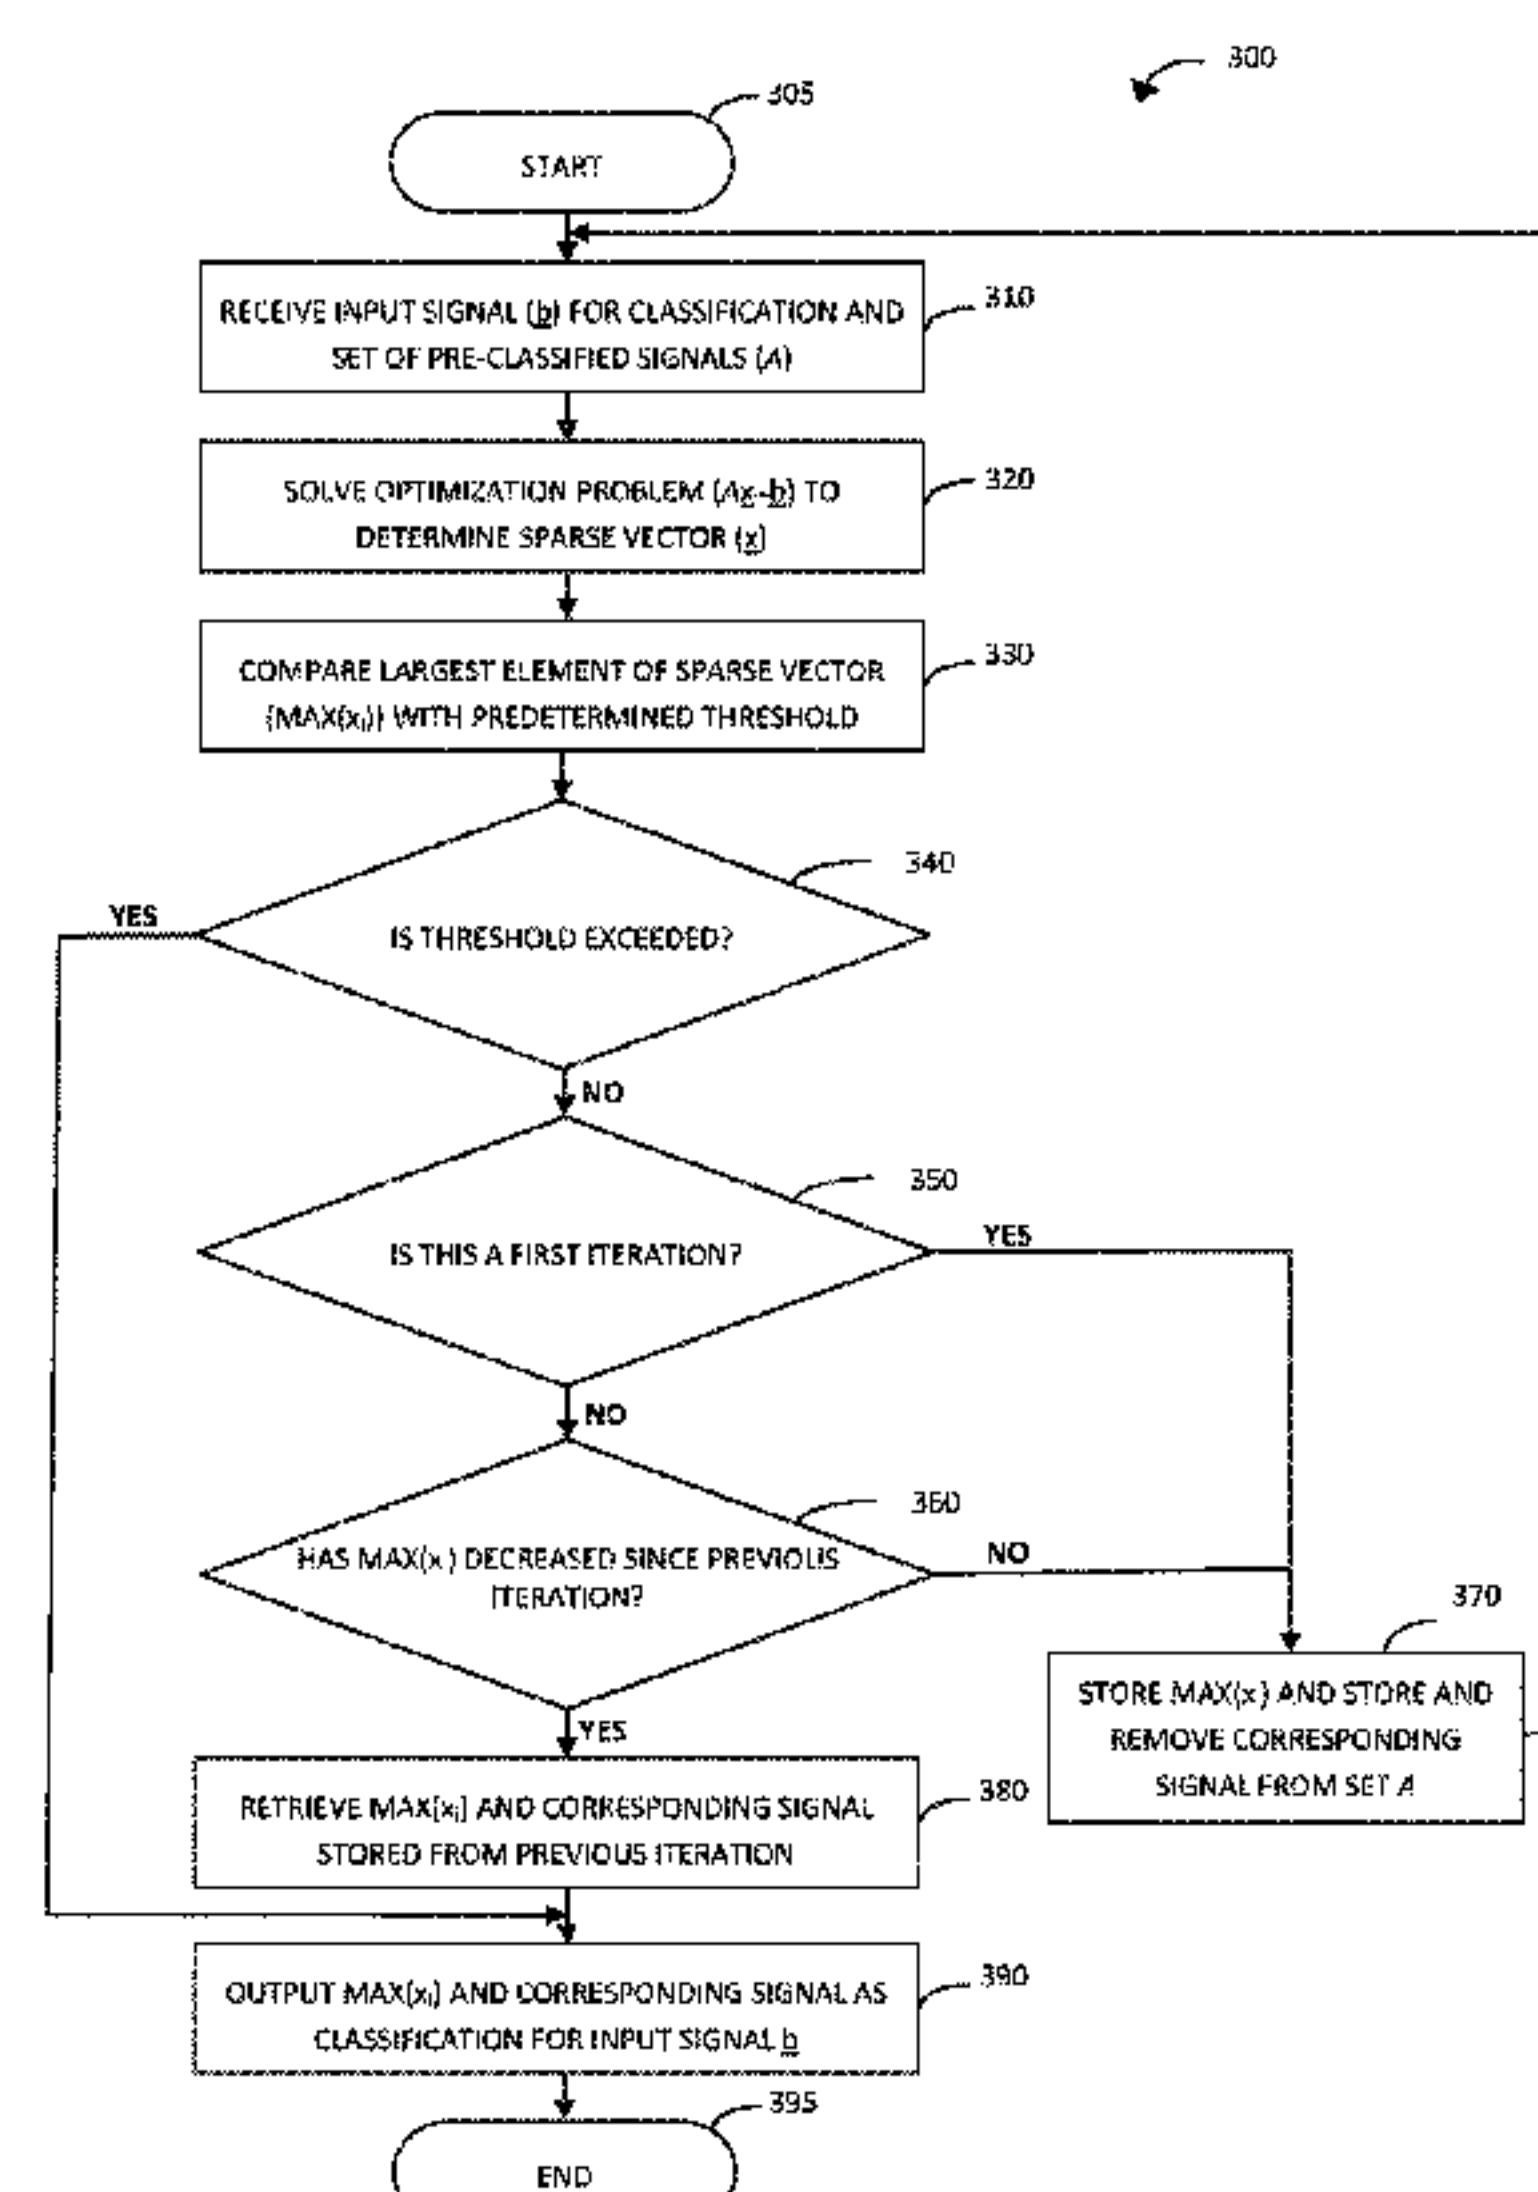 300
305
START
310
RECEIVE INPUT SIGNAL (b) FOR CLASSIFICATION AND
SET OF PRE-CLASSIFIED SIGNALS (A)
320
SOLVE OPTIMIZATION PROBLEM (Ax-b) TO
DETERMINE SPARSE VECTOR (x)
330
COMPARE LARGEST ELEMENT OF SPARSE VECTOR
(MAX(xᵢ)) WITH PREDETERMINED THRESHOLD
340
YES
IS THRESHOLD EXCEEDED?
NO
350
YES
IS THIS A FIRST ITERATION?
NO
360
HAS MAX(x ) DECREASED SINCE PREVIOUS
ITERATION?
NO
370
STORE MAX(x ) AND STORE AND
REMOVE CORRESPONDING
SIGNAL FROM SET A
YES
380
RETRIEVE MAX(xᵢ) AND CORRESPONDING SIGNAL
STORED FROM PREVIOUS ITERATION
390
OUTPUT MAX(xᵢ) AND CORRESPONDING SIGNAL AS
CLASSIFICATION FOR INPUT SIGNAL b
395
END